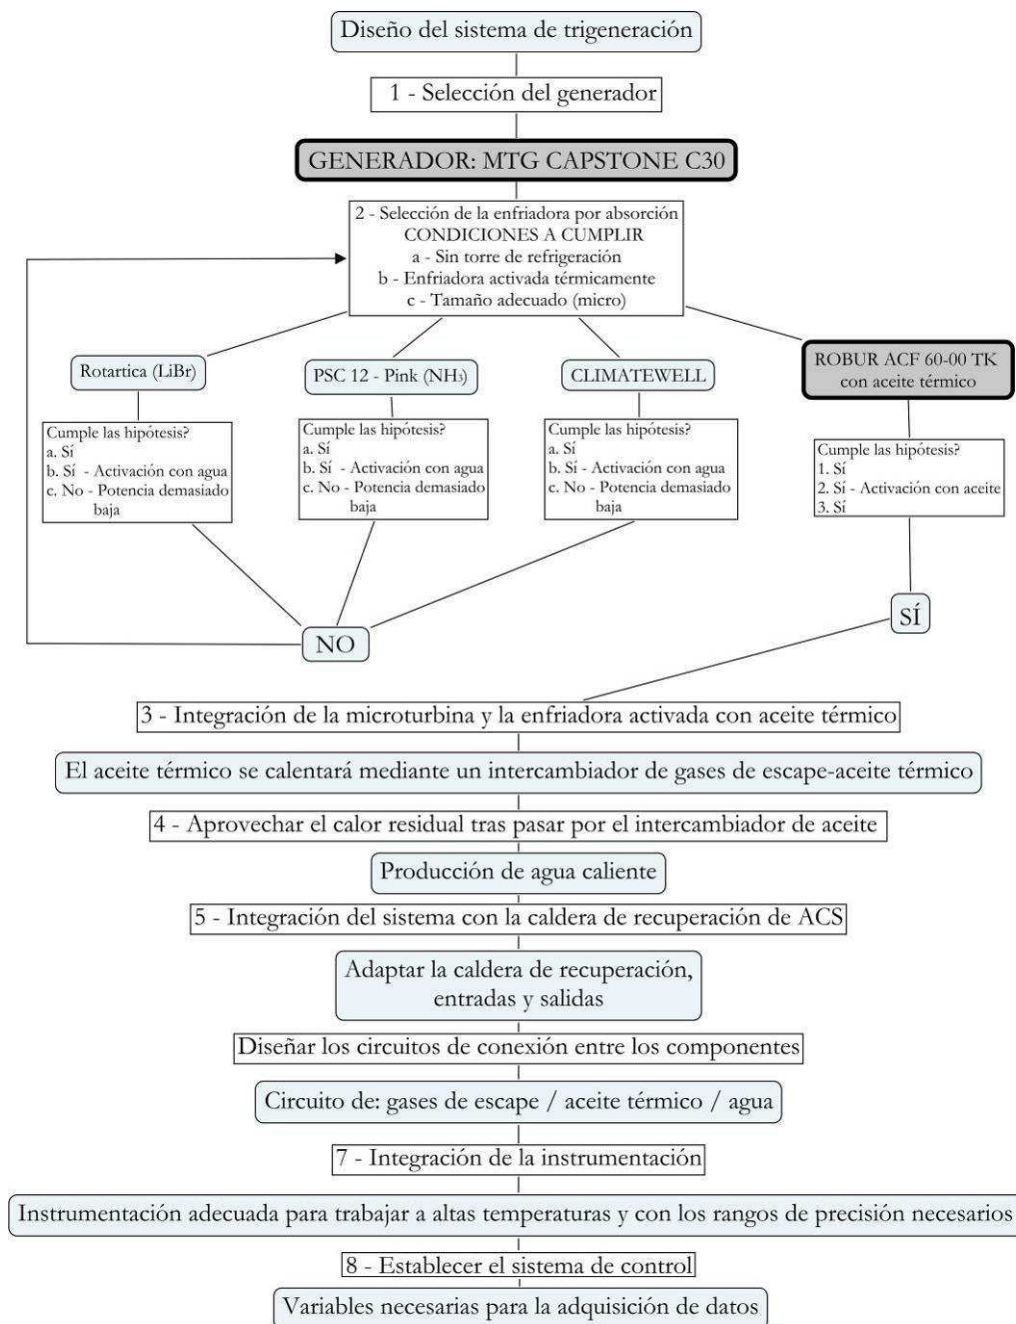 Diseño del sistema de trigeneración
1 - Selección del generador
GENERADOR: MTG CAPSTONE C30
2 - Selección de la enfriadora por absorción
CONDICIONES A CUMPLIR
a - Sin torre de refrigeración
b - Enfriadora activada térmicamente
c - Tamaño adecuado (micro)
Rotartica (LiBr)
PSC 12 - Pink (NH₃)
CLIMATEWELL
ROBUR ACF 60-00 TK
con aceite térmico
Cumple las hipótesis?
a. Sí
b. Sí - Activación con agua
c. No - Potencia demasiado
baja
Cumple las hipótesis?
a. Sí
b. Sí - Activación con agua
c. No - Potencia demasiado
baja
Cumple las hipótesis?
a. Sí
b. Sí - Activación con agua
c. No - Potencia demasiado
baja
Cumple las hipótesis?
1. Sí
2. Sí - Activación con aceite
3. Sí
NO
SÍ
3 - Integración de la microturbina y la enfriadora activada con aceite térmico
El aceite térmico se calentará mediante un intercambiador de gases de escape-aceite térmico
4 - Aprovechar el calor residual tras pasar por el intercambiador de aceite
Producción de agua caliente
5 - Integración del sistema con la caldera de recuperación de ACS
Adaptar la caldera de recuperación,
entradas y salidas
Diseñar los circuitos de conexión entre los componentes
Circuito de: gases de escape / aceite térmico / agua
7 - Integración de la instrumentación
Instrumentación adecuada para trabajar a altas temperaturas y con los rangos de precisión necesarios
8 - Establecer el sistema de control
Variables necesarias para la adquisición de datos